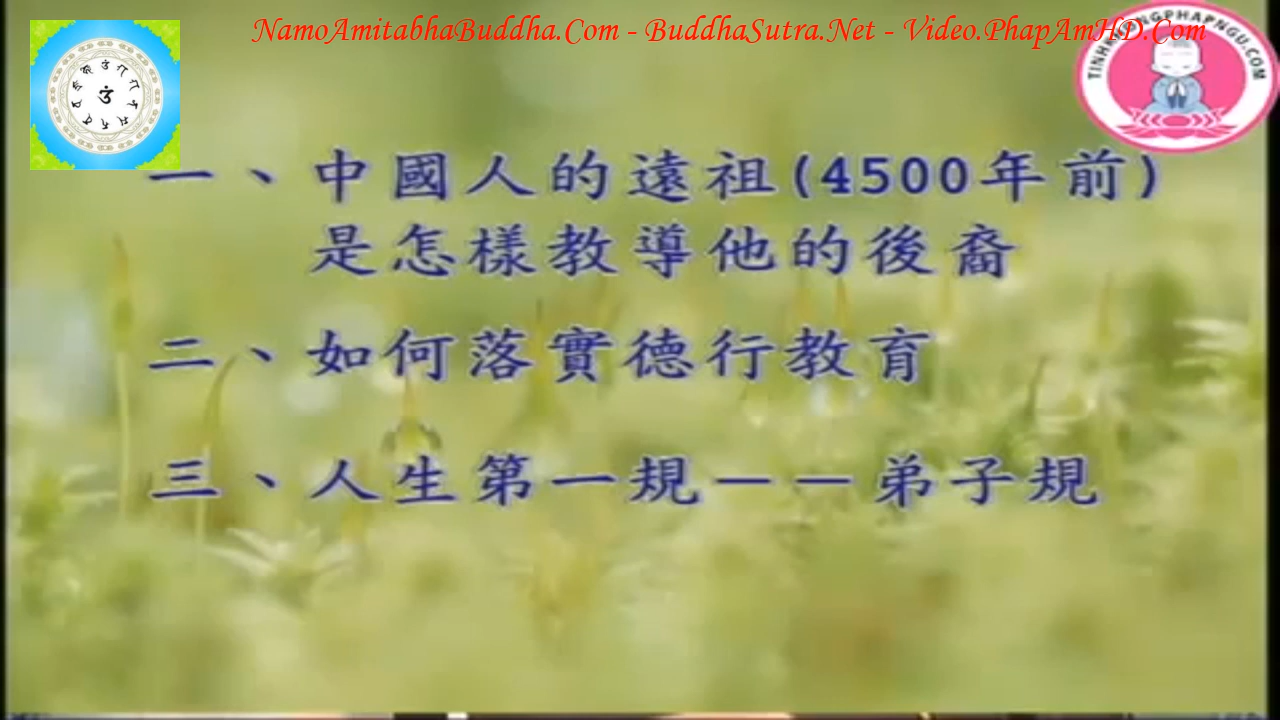 NamoAmitabhaBuddha.Com - BuddhaSutra.Net - Video.PhapAmHD.Com
一、中國人的遠祖(4500年前)
是怎樣教導他的後裔
二、如何落實德行教育
三、人生第一規－－弟子規